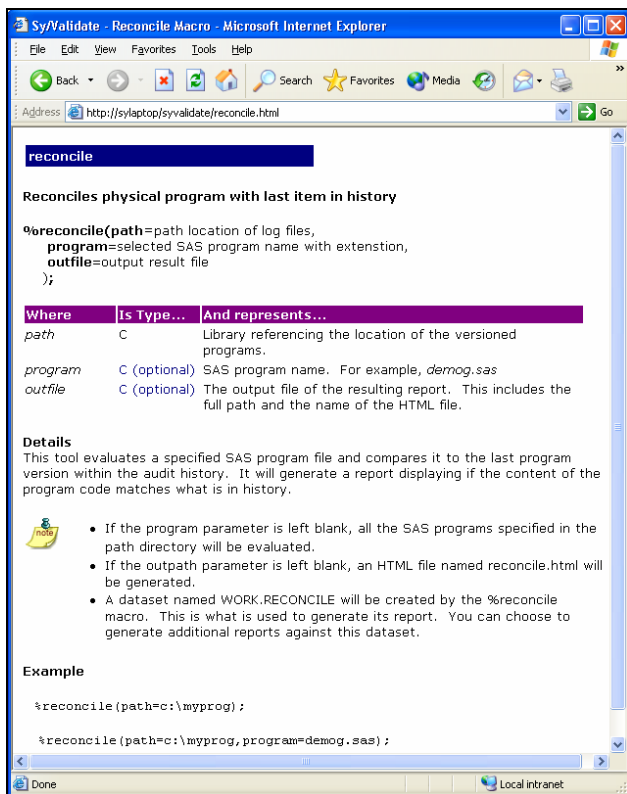 Sy/Validate - Reconcile Macro - Microsoft Internet Explorer
File Edit View Favorites Tools Help
Back Search Favorites Media »
Address http://sylaptop/syvalidate/reconcile.html Go
reconcile
Reconciles physical program with last item in history
%reconcile(path=path location of log files,
program=selected SAS program name with extenstion,
outfile=output result file
);
Where Is Type... And represents...
path C Library referencing the location of the versioned
programs.
program C (optional) SAS program name. For example, demog.sas
outfile C (optional) The output file of the resulting report. This includes the
full path and the name of the HTML file.
Details
This tool evaluates a specified SAS program file and compares it to the last program
version within the audit history. It will generate a report displaying if the content of the
program code matches what is in history.
note
• If the program parameter is left blank, all the SAS programs specified in the
path directory will be evaluated.
• If the outpath parameter is left blank, an HTML file named reconcile.html will
be generated.
• A dataset named WORK.RECONCILE will be created by the %reconcile
macro. This is what is used to generate its report. You can choose to
generate additional reports against this dataset.
Example
%reconcile(path=c:\myprog);
%reconcile(path=c:\myprog,program=demog.sas);
Done Local intranet